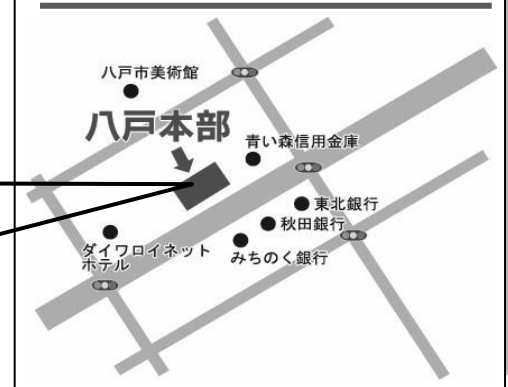 八戸市美術館
八戸本部
青い森信用金庫
東北銀行
秋田銀行
みちのく銀行
ダイワロイネット
ホテル